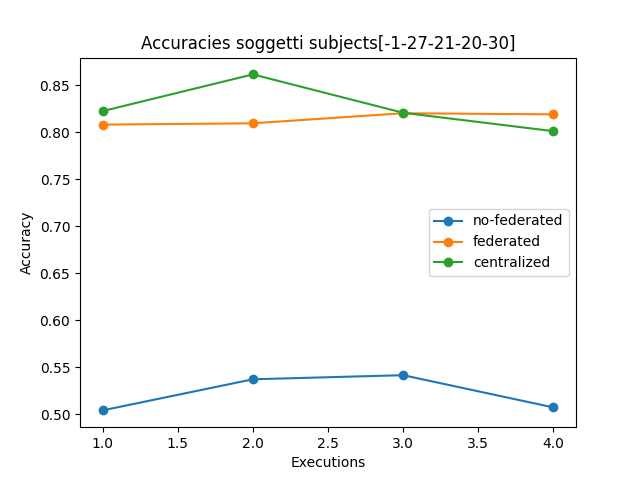 Accuracies soggetti subjects[-1-27-21-20-30]
0.85
0.80
0.75
0.70
0.65
0.60
0.55
0.50
Accuracy
no-federated
federated
centralized
1.0 1.5 2.0 2.5 3.0 3.5 4.0
Executions